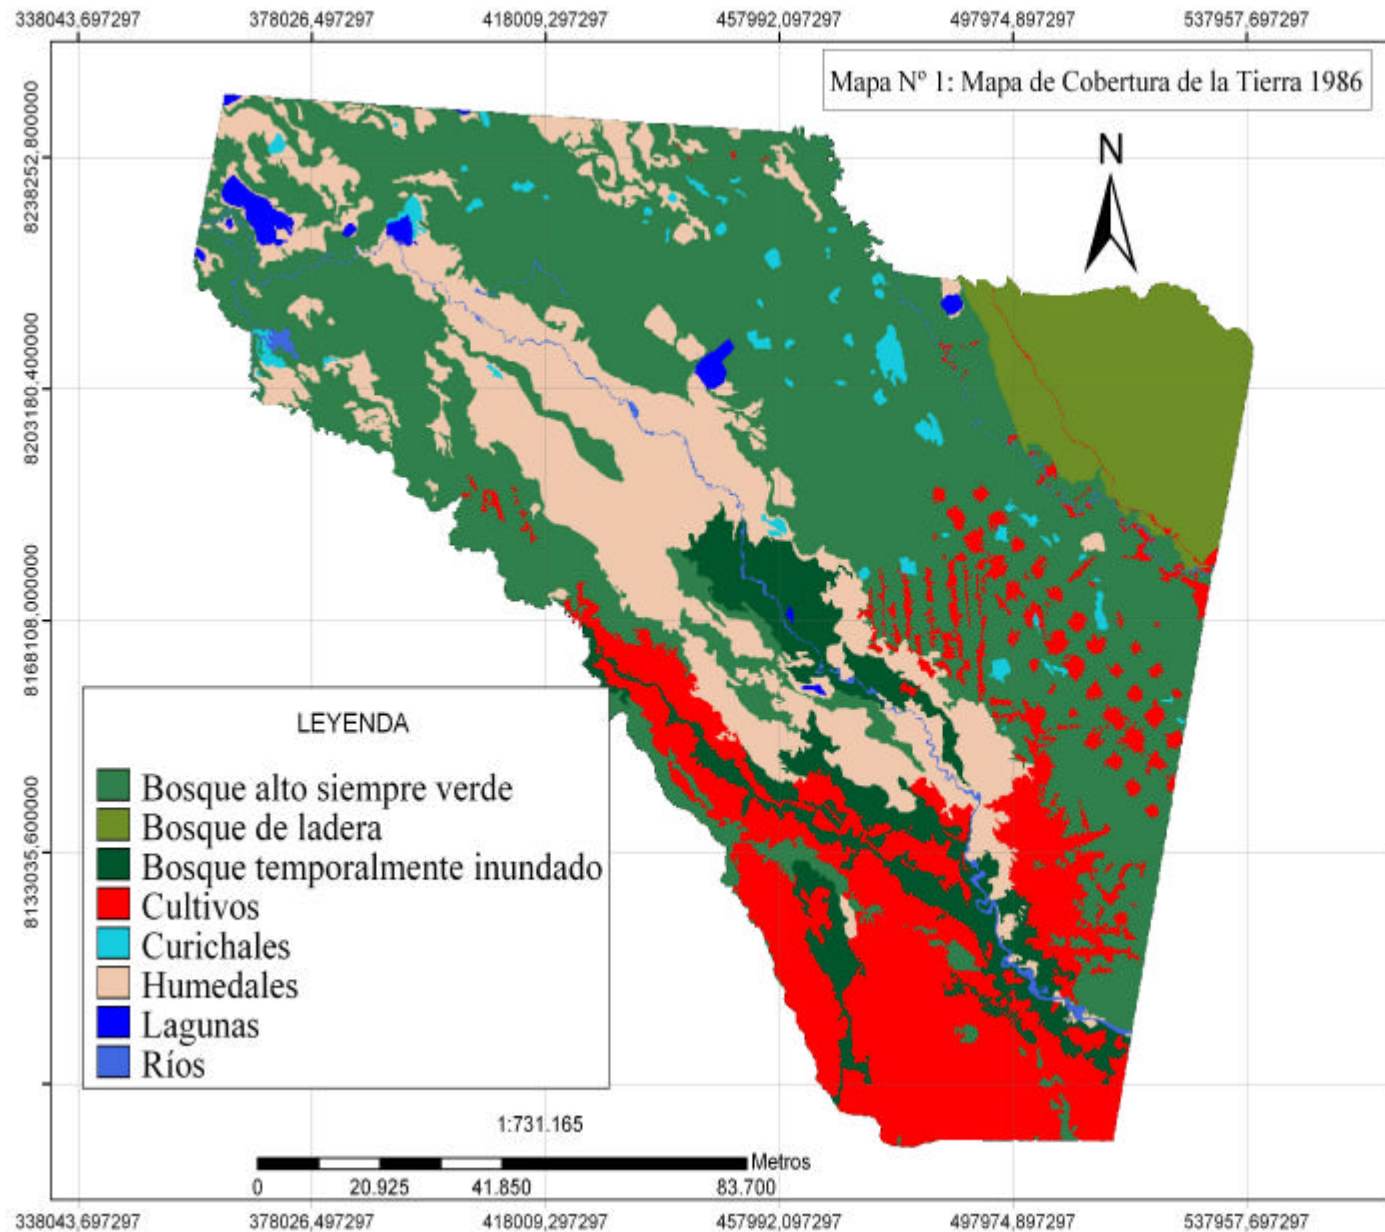 338043,697297 378026,497297 418009,297297 457992,097297 497974,897297 537957,697297
Mapa Nº 1: Mapa de Cobertura de la Tierra 1986
N
8238252,800000
8203180,400000
8168108,000000
8133035,600000
LEYENDA
Bosque alto siempre verde
Bosque de ladera
Bosque temporalmente inundado
Cultivos
Curichales
Humedales
Lagunas
Ríos
1:731.165
Metros
0 20.925 41.850 83.700
338043,697297 378026,497297 418009,297297 457992,097297 497974,897297 537957,697297